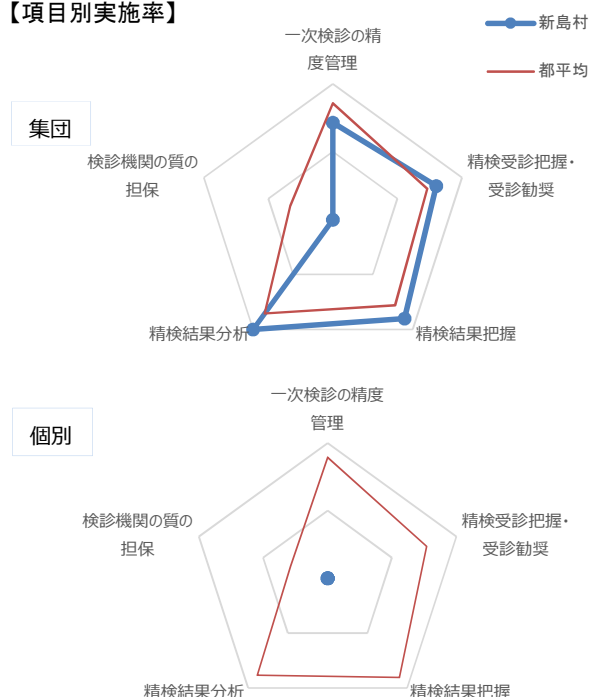 【項目別実施率】
新島村
都平均
集団
一次検診の精
度管理
精検受診把握・
受診勧奨
精検結果把握
精検結果分析
検診機関の質の
担保
個別
一次検診の精度
管理
精検受診把握・
受診勧奨
精検結果把握
精検結果分析
検診機関の質の
担保